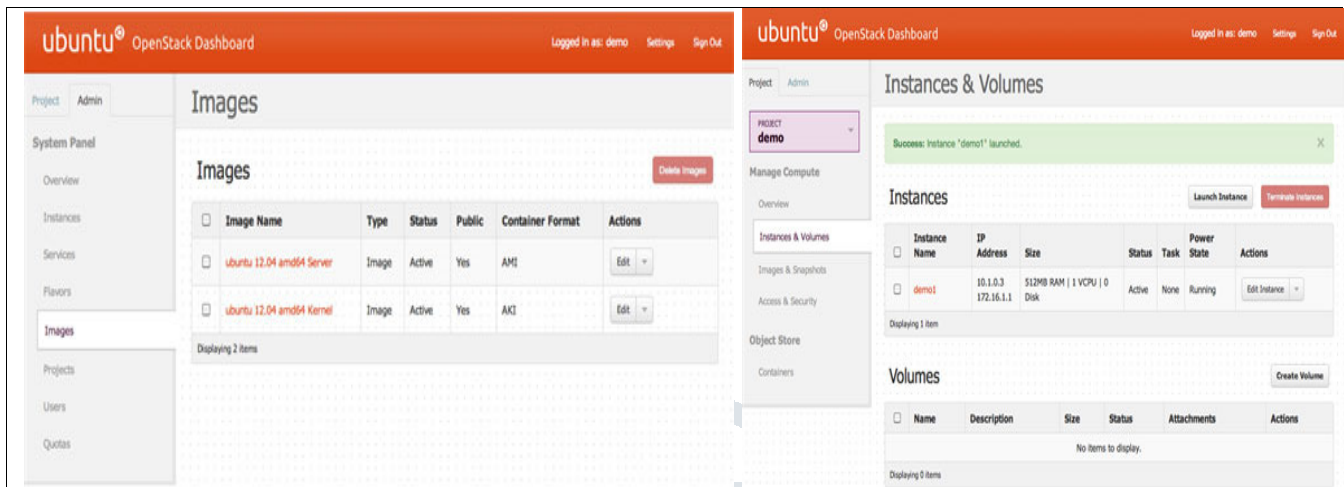 ubuntu® OpenStack Dashboard
Logged in as: demo Settings Sign Out
Project Admin
System Panel
Overview
Instances
Services
Flavors
Images
Projects
Users
Quotas
Images
Images
Delete Images
Image Name Type Status Public Container Format Actions
ubuntu 12.04 amd64 Server Image Active Yes AMI Edit
ubuntu 12.04 amd64 Kernel Image Active Yes AKI Edit
Displaying 2 items
ubuntu® OpenStack Dashboard
Logged in as: demo Settings Sign Out
Project Admin
PROJECT
demo
Manage Compute
Overview
Instances & Volumes
Images & Snapshots
Access & Security
Object Store
Containers
Instances & Volumes
Success: Instance "demo1" launched. X
Instances
Launch Instance Terminate Instances
Instance Name IP Address Size Status Task Power State Actions
demo1 10.1.0.3 172.16.1.1 512MB RAM | 1 VCPU | 0 Disk Active None Running Edit Instance
Displaying 1 item
Volumes
Create Volume
Name Description Size Status Attachments Actions
No items to display.
Displaying 0 items